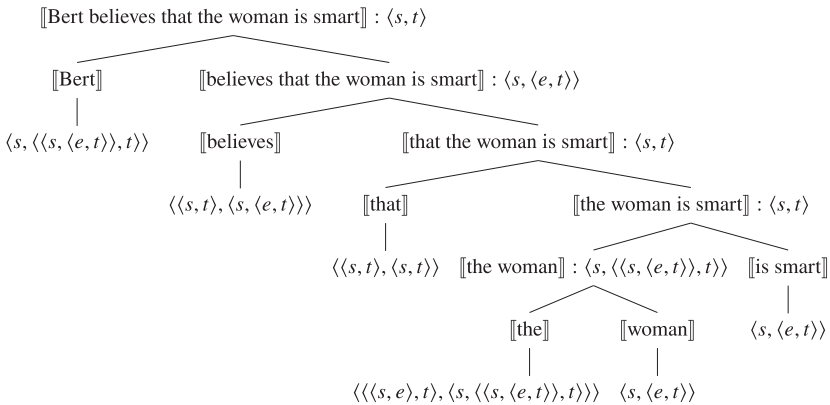 ⟦Bert believes that the woman is smart⟧ : ⟨s, t⟩
⟦Bert⟧ ⟦believes that the woman is smart⟧ : ⟨s, ⟨e, t⟩⟩
⟨s, ⟨⟨s, ⟨e, t⟩⟩, t⟩⟩ ⟦believes⟧ ⟦that the woman is smart⟧ : ⟨s, t⟩
⟨⟨s, t⟩, ⟨s, ⟨e, t⟩⟩⟩ ⟦that⟧ ⟦the woman is smart⟧ : ⟨s, t⟩
⟨⟨s, t⟩, ⟨s, t⟩⟩ ⟦the woman⟧ : ⟨s, ⟨⟨s, ⟨e, t⟩⟩, t⟩⟩ ⟦is smart⟧
⟦the⟧ ⟦woman⟧ ⟨s, ⟨e, t⟩⟩
⟨⟨⟨s, e⟩, t⟩, ⟨s, ⟨⟨s, ⟨e, t⟩⟩, t⟩⟩⟩ ⟨s, ⟨e, t⟩⟩